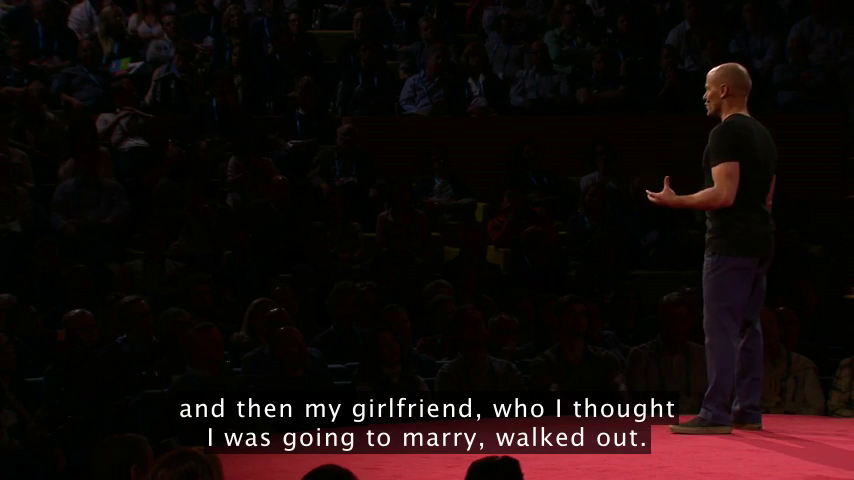 and then my girlfriend, who I thought
I was going to marry, walked out.